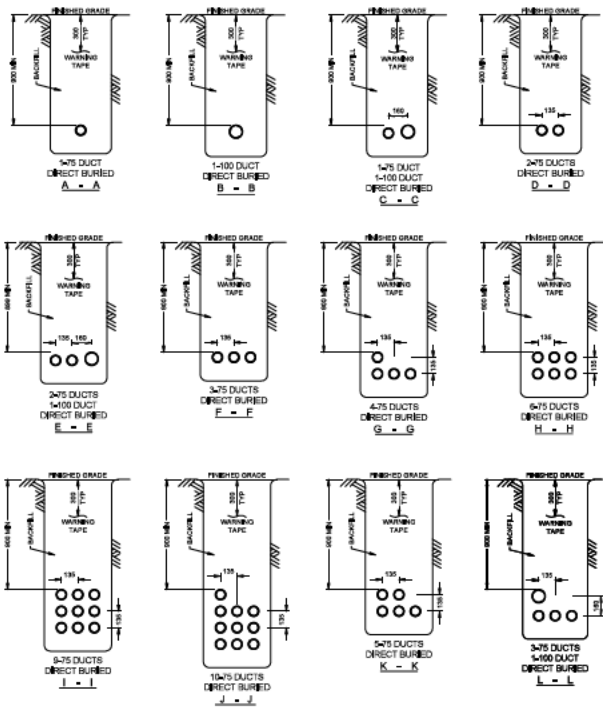 FINISHED GRADE
300 TYP
900 MIN
BACKFILL
WARNING
TAPE
1-75 DUCT
DIRECT BURIED
A - A
FINISHED GRADE
300 TYP
900 MIN
BACKFILL
WARNING
TAPE
1-100 DUCT
DIRECT BURIED
B - B
FINISHED GRADE
300 TYP
900 MIN
BACKFILL
WARNING
TAPE
160
1-75 DUCT
1-100 DUCT
DIRECT BURIED
C - C
FINISHED GRADE
300 TYP
900 MIN
BACKFILL
WARNING
TAPE
135
2-75 DUCTS
DIRECT BURIED
D - D
FINISHED GRADE
300 TYP
BACKFILL
WARNING
TAPE
135 160
2-75 DUCTS
1-100 DUCT
DIRECT BURIED
E - E
FINISHED GRADE
300 TYP
900 MIN
BACKFILL
WARNING
TAPE
135
3-75 DUCTS
DIRECT BURIED
F - F
FINISHED GRADE
300 TYP
900 MIN
BACKFILL
WARNING
TAPE
135
135
4-75 DUCTS
DIRECT BURIED
G - G
FINISHED GRADE
300 TYP
900 MIN
BACKFILL
WARNING
TAPE
135
135
6-75 DUCTS
DIRECT BURIED
H - H
FINISHED GRADE
300 TYP
900 MIN
BACKFILL
WARNING
TAPE
135
135
9-75 DUCTS
DIRECT BURIED
I - I
FINISHED GRADE
300 TYP
900 MIN
BACKFILL
WARNING
TAPE
135
135
10-75 DUCTS
DIRECT BURIED
J - J
FINISHED GRADE
300 TYP
900 MIN
BACKFILL
WARNING
TAPE
135
135
5-75 DUCTS
DIRECT BURIED
K - K
FINISHED GRADE
300 TYP
900 MIN
BACKFILL
WARNING
TAPE
135
160
3-75 DUCTS
1-100 DUCT
DIRECT BURIED
L - L